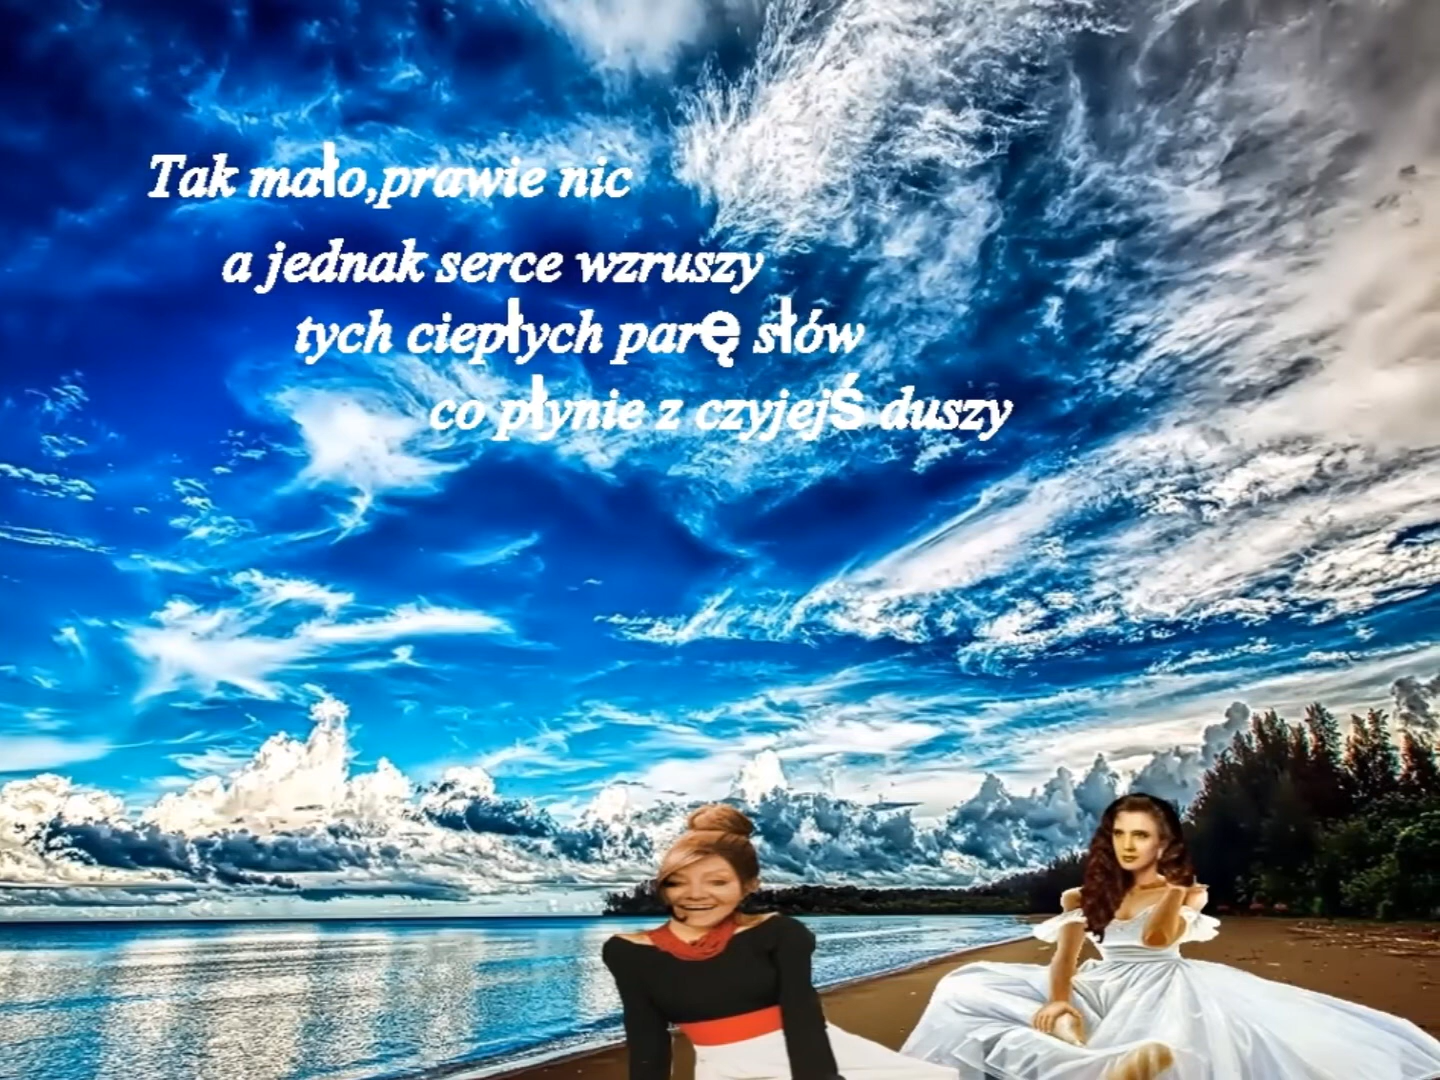 Tak mało,prawie nic
a jednak serce wzruszy
tych ciepłych parę słów
co płynie z czyjejś duszy